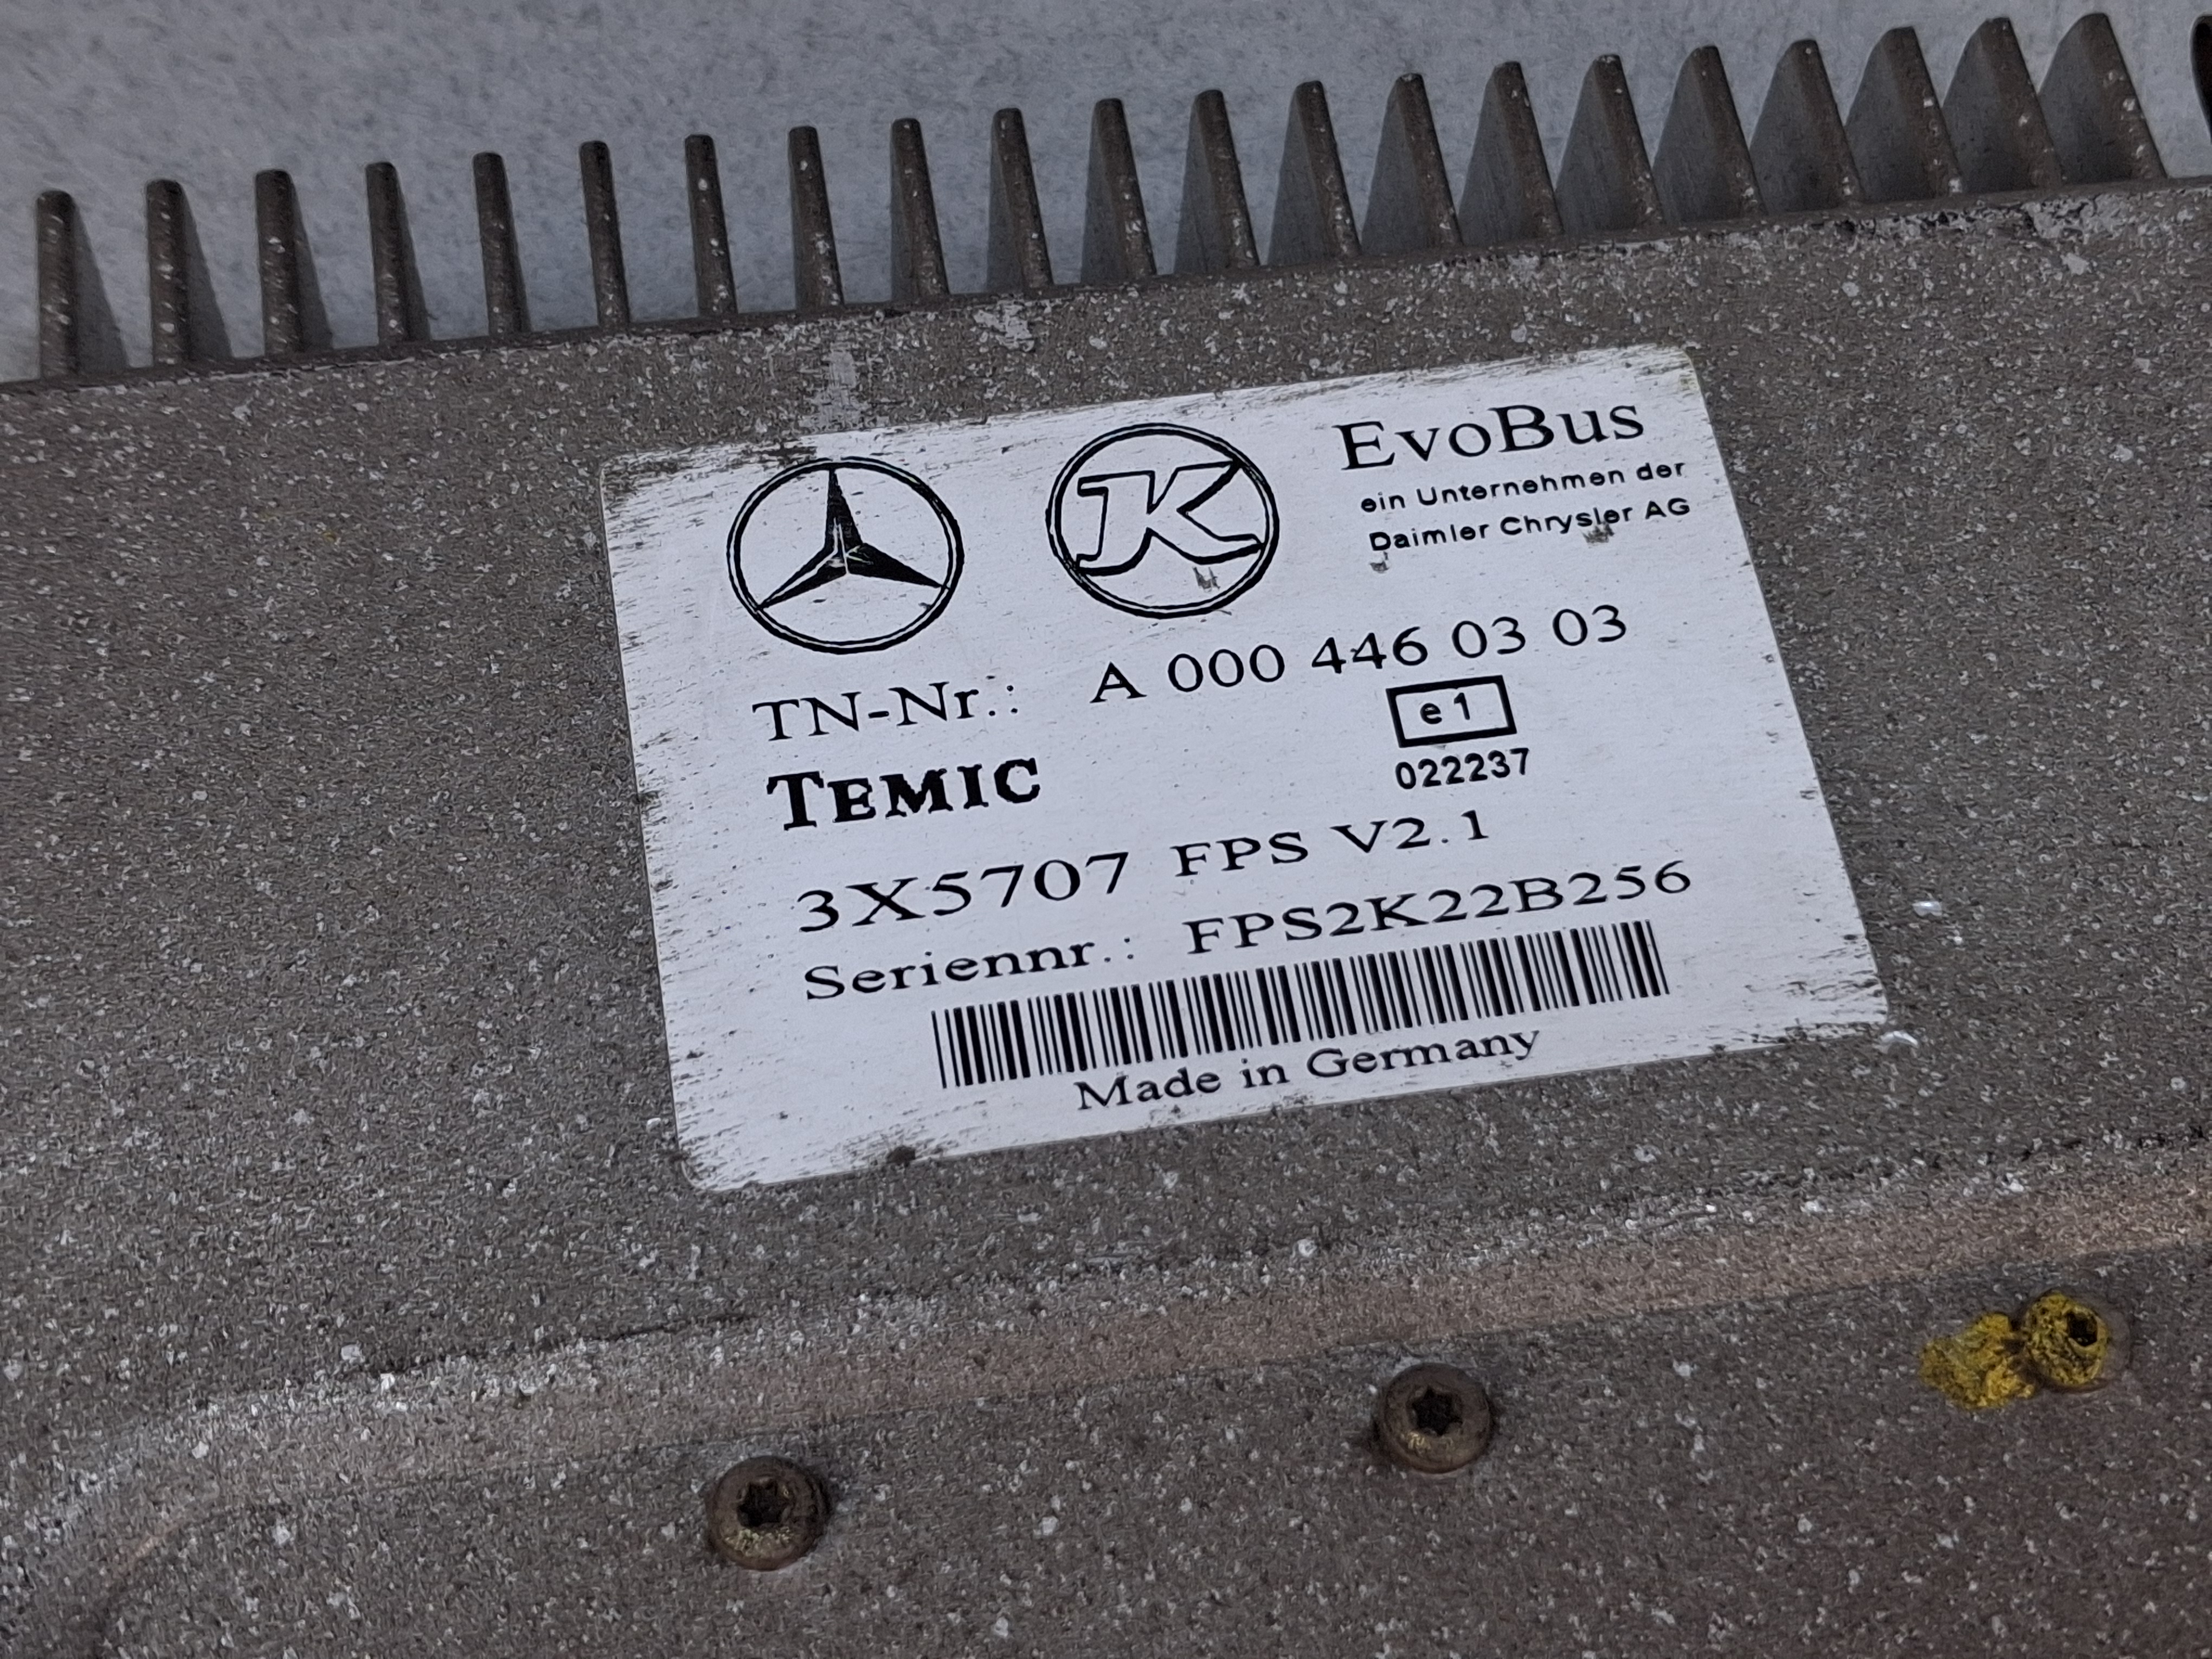 K
EvoBus
ein Unternehmen der
Daimler Chrysler AG
TN-Nr.: A 000 446 03 03
e1
022237
TEMIC
3X5707 FPS V2.1
Seriennr.: FPS2K22B256
Made in Germany